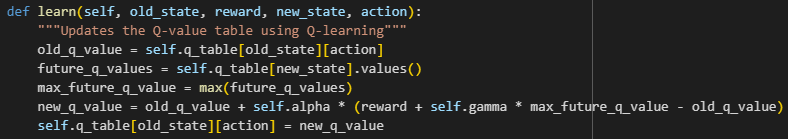 def learn(self, old_state, reward, new_state, action):
    """Updates the Q-value table using Q-learning"""
    old_q_value = self.q_table[old_state][action]
    future_q_values = self.q_table[new_state].values()
    max_future_q_value = max(future_q_values)
    new_q_value = old_q_value + self.alpha * (reward + self.gamma * max_future_q_value - old_q_value)
    self.q_table[old_state][action] = new_q_value